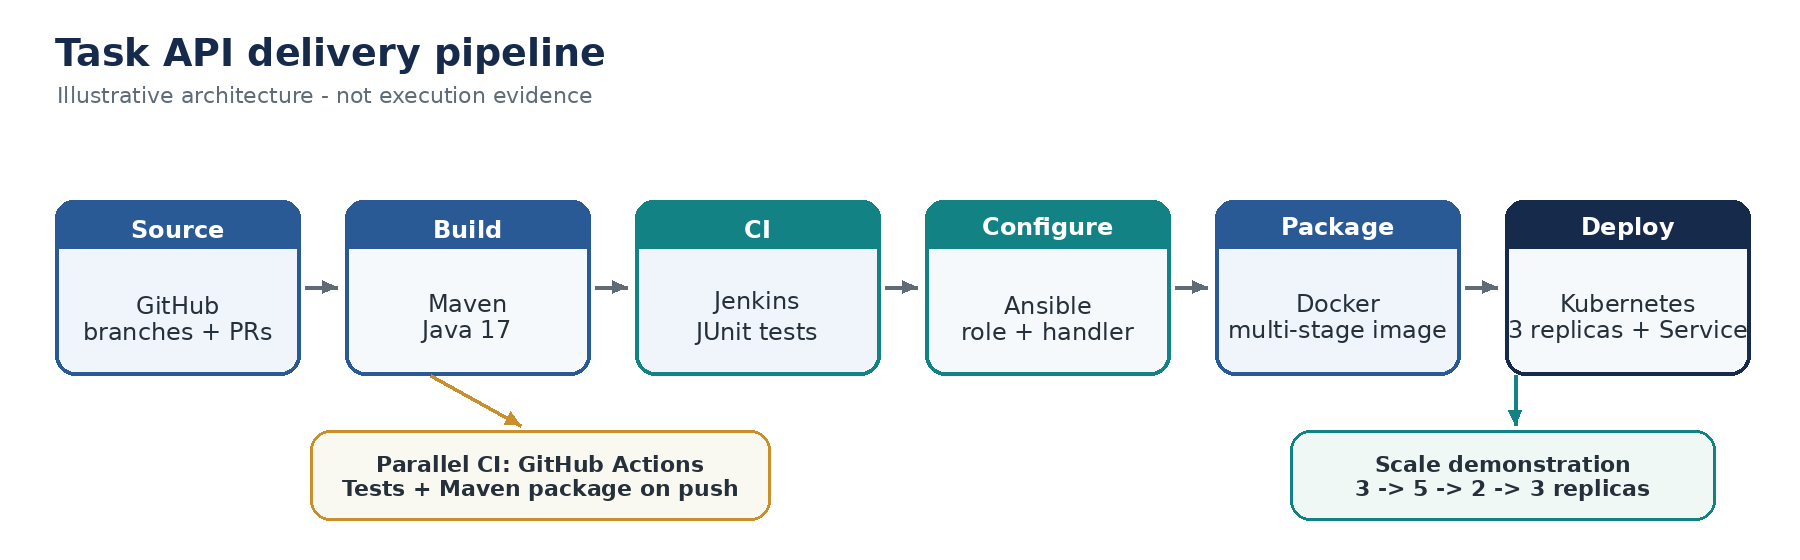 Task API delivery pipeline
Illustrative architecture - not execution evidence
Source
GitHub
branches + PRs
Build
Maven
Java 17
CI
Jenkins
JUnit tests
Configure
Ansible
role + handler
Package
Docker
multi-stage image
Deploy
Kubernetes
3 replicas + Service
Parallel CI: GitHub Actions
Tests + Maven package on push
Scale demonstration
3 -> 5 -> 2 -> 3 replicas